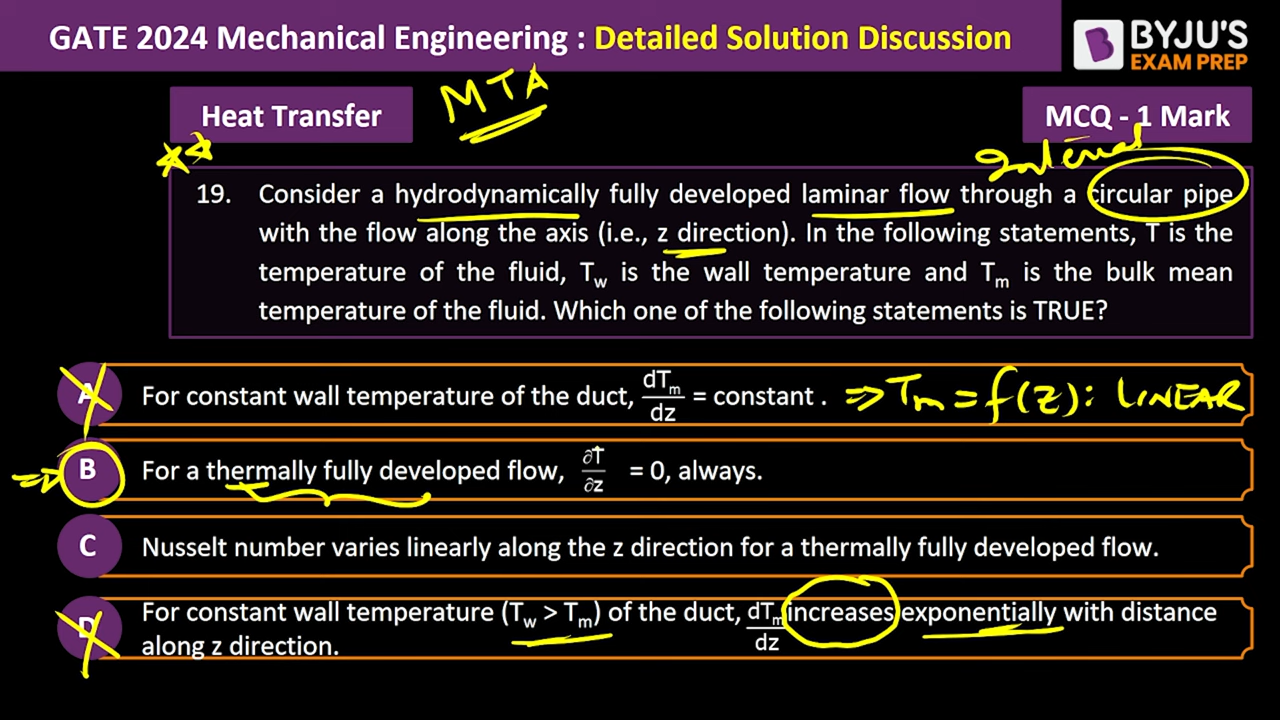 GATE 2024 Mechanical Engineering : Detailed Solution Discussion
BYJU'S
EXAM PREP
MTA
Heat Transfer
MCQ - 1 Mark
Internal
19. Consider a hydrodynamically fully developed laminar flow through a circular pipe
with the flow along the axis (i.e., z direction). In the following statements, T is the
temperature of the fluid, Tw is the wall temperature and Tm is the bulk mean
temperature of the fluid. Which one of the following statements is TRUE?
A For constant wall temperature of the duct, dTm/dz = constant . ⇒ Tm = f(z): LINEAR
B For a thermally fully developed flow, ∂T/∂z = 0, always.
C Nusselt number varies linearly along the z direction for a thermally fully developed flow.
D For constant wall temperature (Tw > Tm) of the duct, dTm/dz increases exponentially with distance
along z direction.